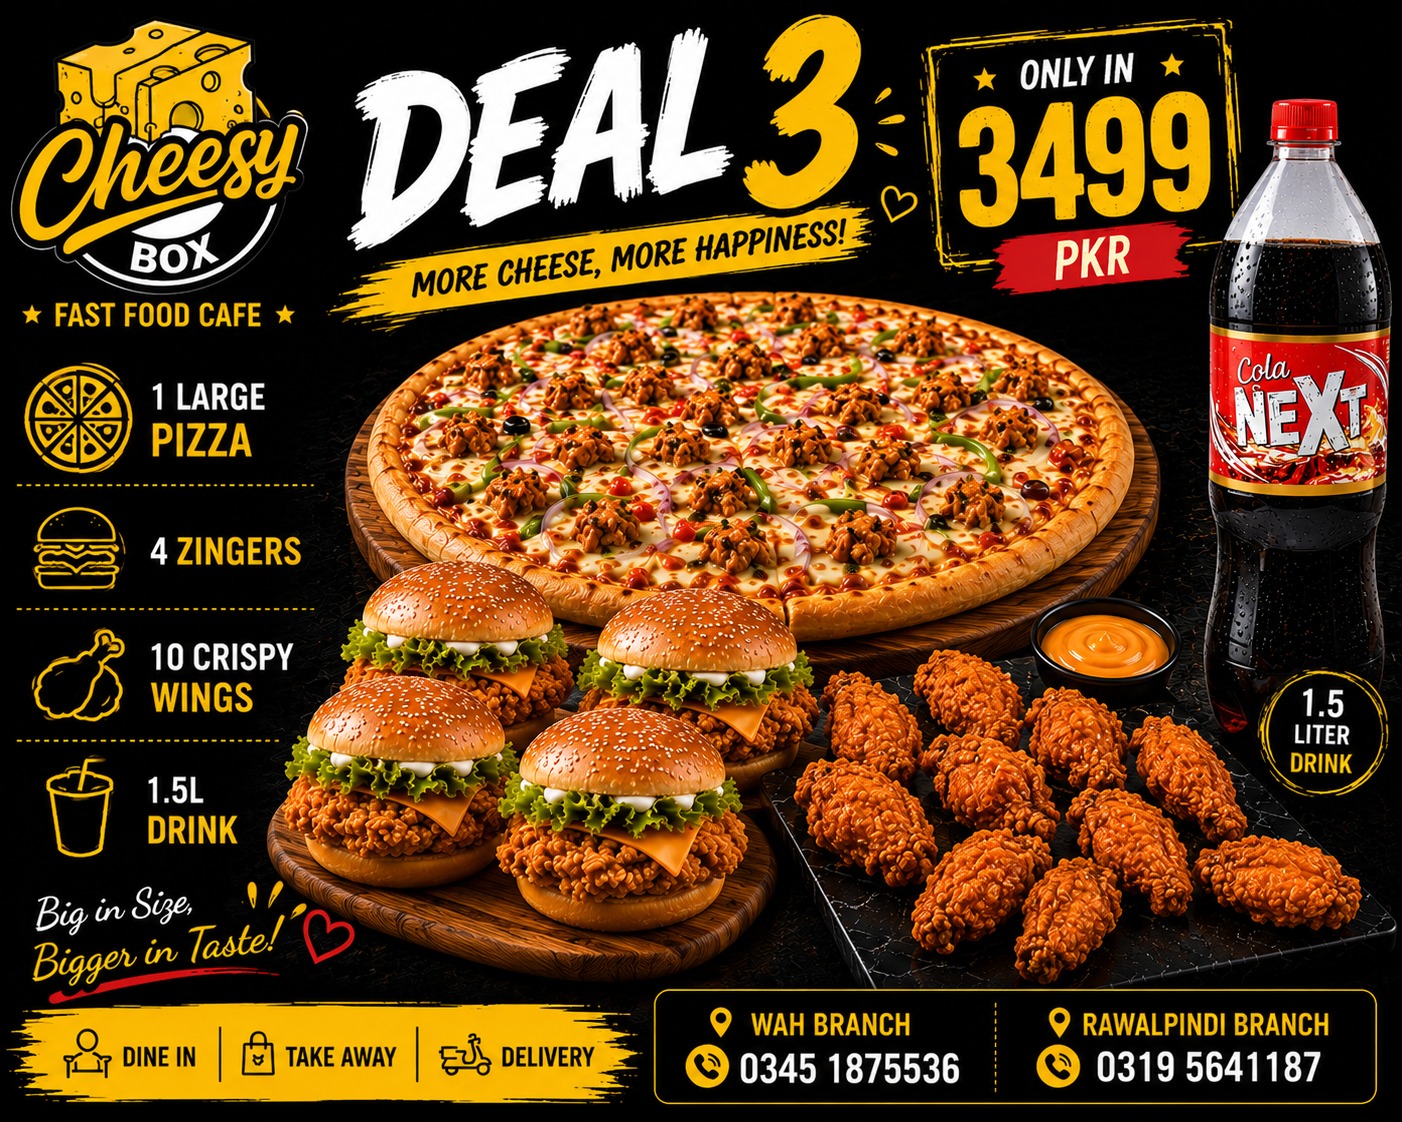 Cheesy
BOX
FAST FOOD CAFE
DEAL 3
MORE CHEESE, MORE HAPPINESS!
ONLY IN
3499
PKR
1 LARGE
PIZZA
4 ZINGERS
10 CRISPY
WINGS
1.5L
DRINK
Cola
NEXT
1.5
LITER
DRINK
Big in Size,
Bigger in Taste!
DINE IN
TAKE AWAY
DELIVERY
WAH BRANCH
0345 1875536
RAWALPINDI BRANCH
0319 5641187